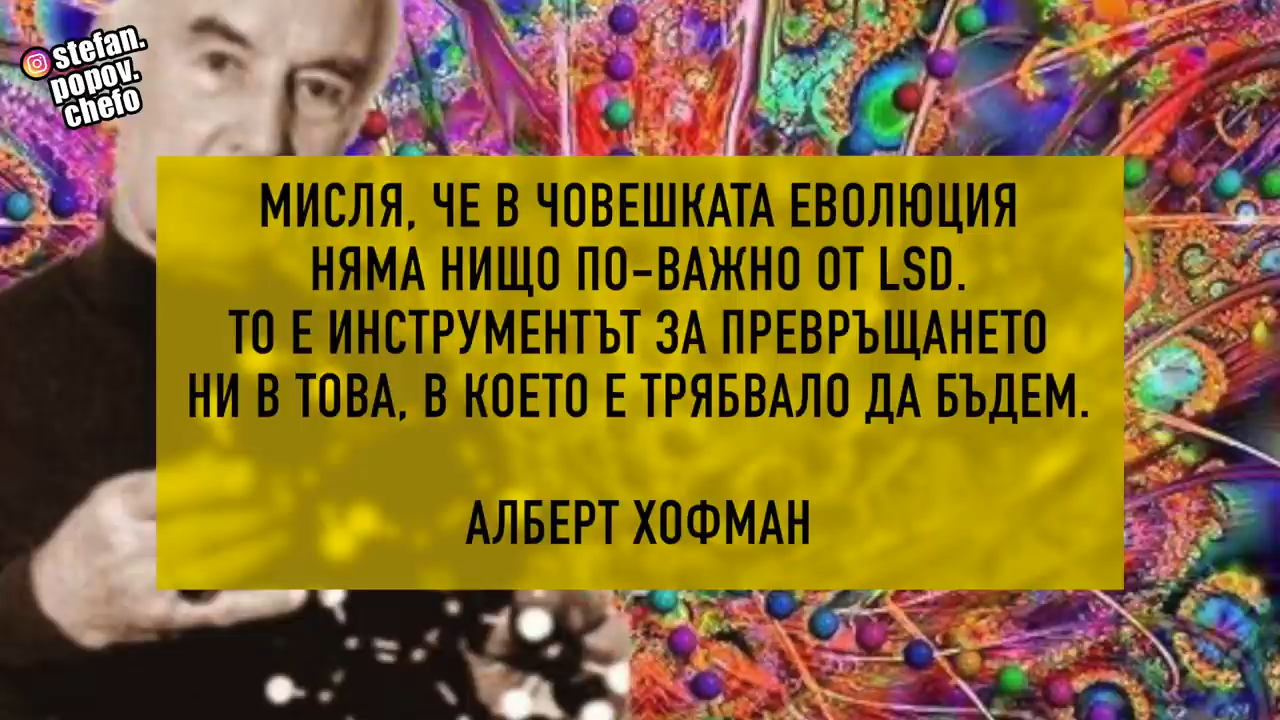 stefan.
popov.
chefo
МИСЛЯ, ЧЕ В ЧОВЕШКАТА ЕВОЛЮЦИЯ
НЯМА НИЩО ПО-ВАЖНО ОТ LSD.
ТО Е ИНСТРУМЕНТЪТ ЗА ПРЕВРЪЩАНЕТО
НИ В ТОВА, В КОЕТО Е ТРЯБВАЛО ДА БЪДЕМ.
АЛБЕРТ ХОФМАН